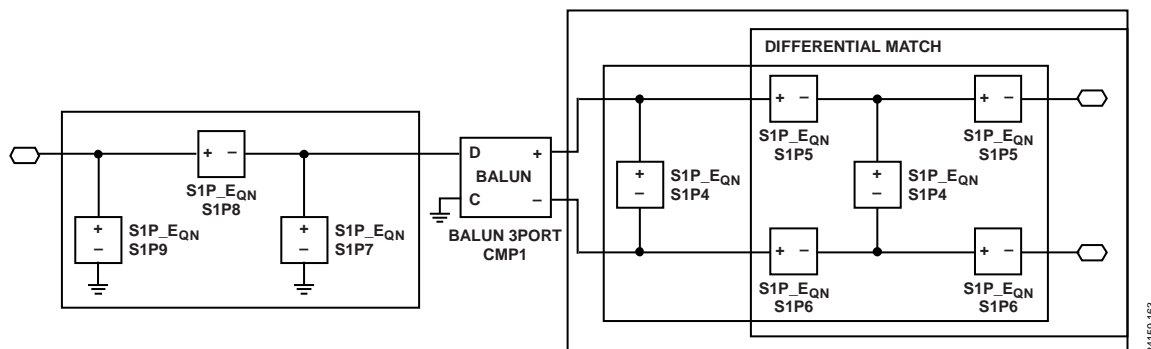 DIFFERENTIAL MATCH
+ −
S1P_EQN
S1P8
+
−
S1P_EQN
S1P9
+
−
S1P_EQN
S1P7
D +
BALUN
C −
BALUN 3PORT
CMP1
+
−
S1P_EQN
S1P4
+ −
S1P_EQN
S1P5
+ −
S1P_EQN
S1P6
+
−
S1P_EQN
S1P4
+ −
S1P_EQN
S1P5
+ −
S1P_EQN
S1P6